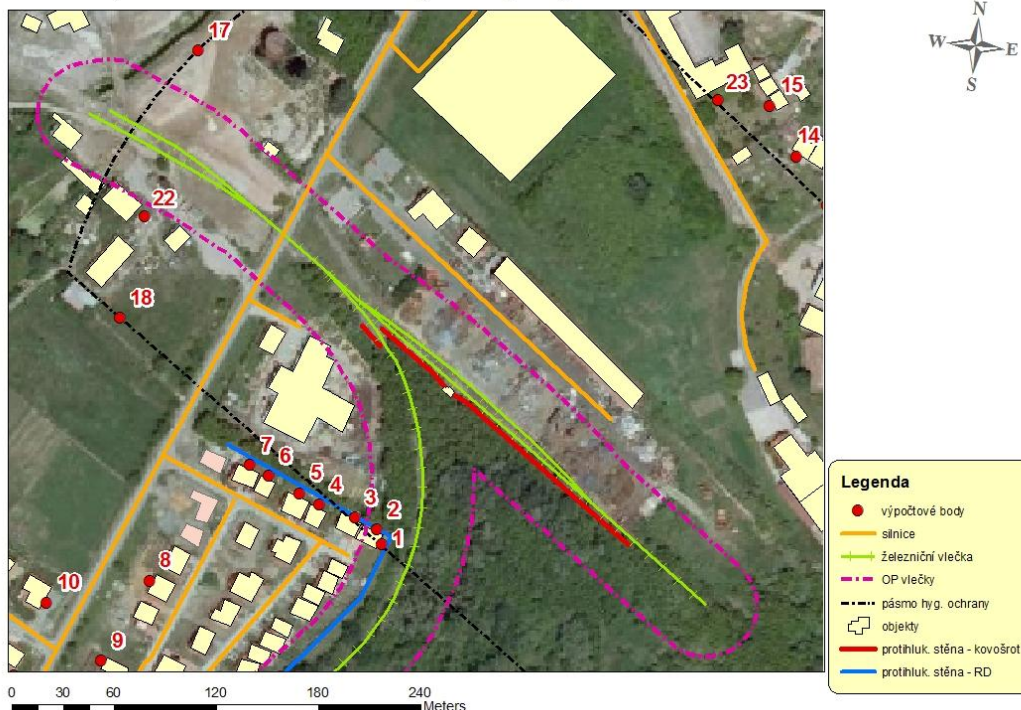 N
W E
S
17
23
15
14
22
18
7
6
5
4
3
2
1
8
10
9
Legenda
výpočtové body
silnice
železniční vlečka
OP vlečky
pásmo hyg. ochrany
objekty
protihluk. stěna - kovošrot
protihluk. stěna - RD
0 30 60 120 180 240
Meters